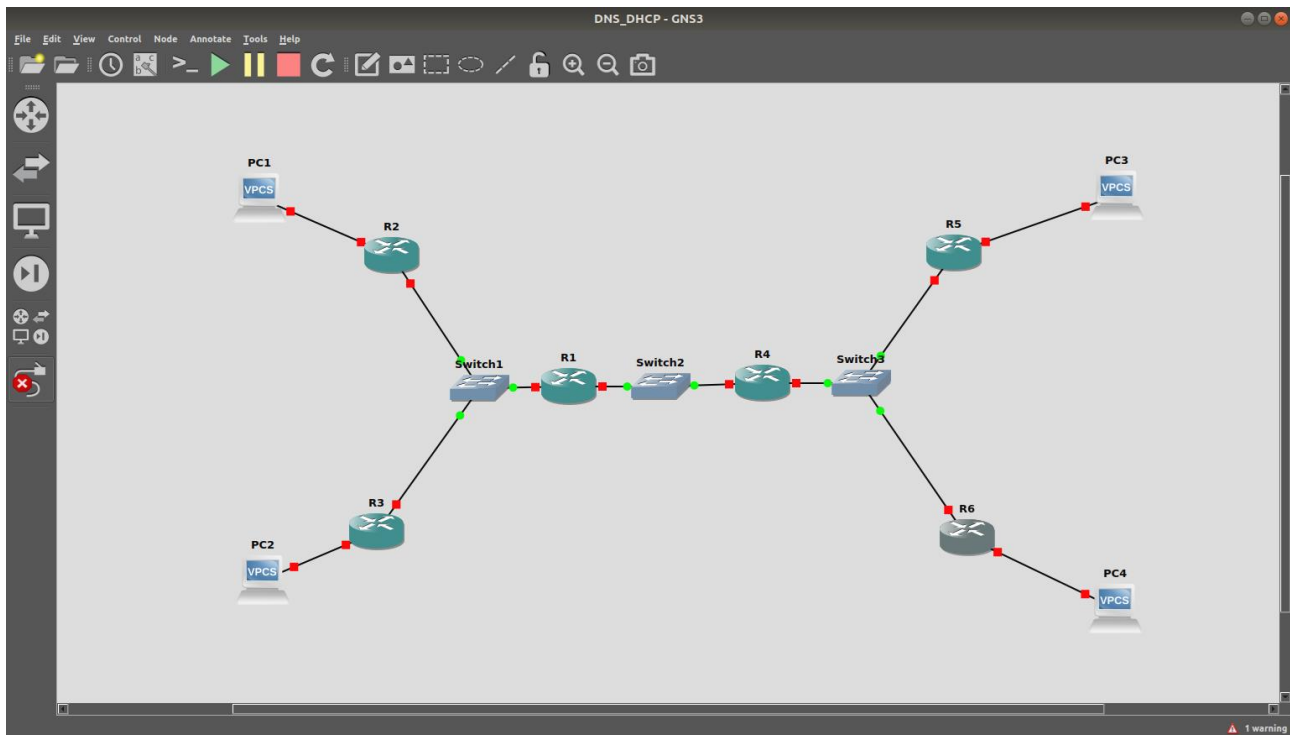 DNS_DHCP - GNS3
File Edit View Control Node Annotate Tools Help
PC1
VPCS
R2
PC3
VPCS
R5
Switch1
R1
Switch2
R4
Switch3
R3
PC2
VPCS
R6
PC4
VPCS
1 warning